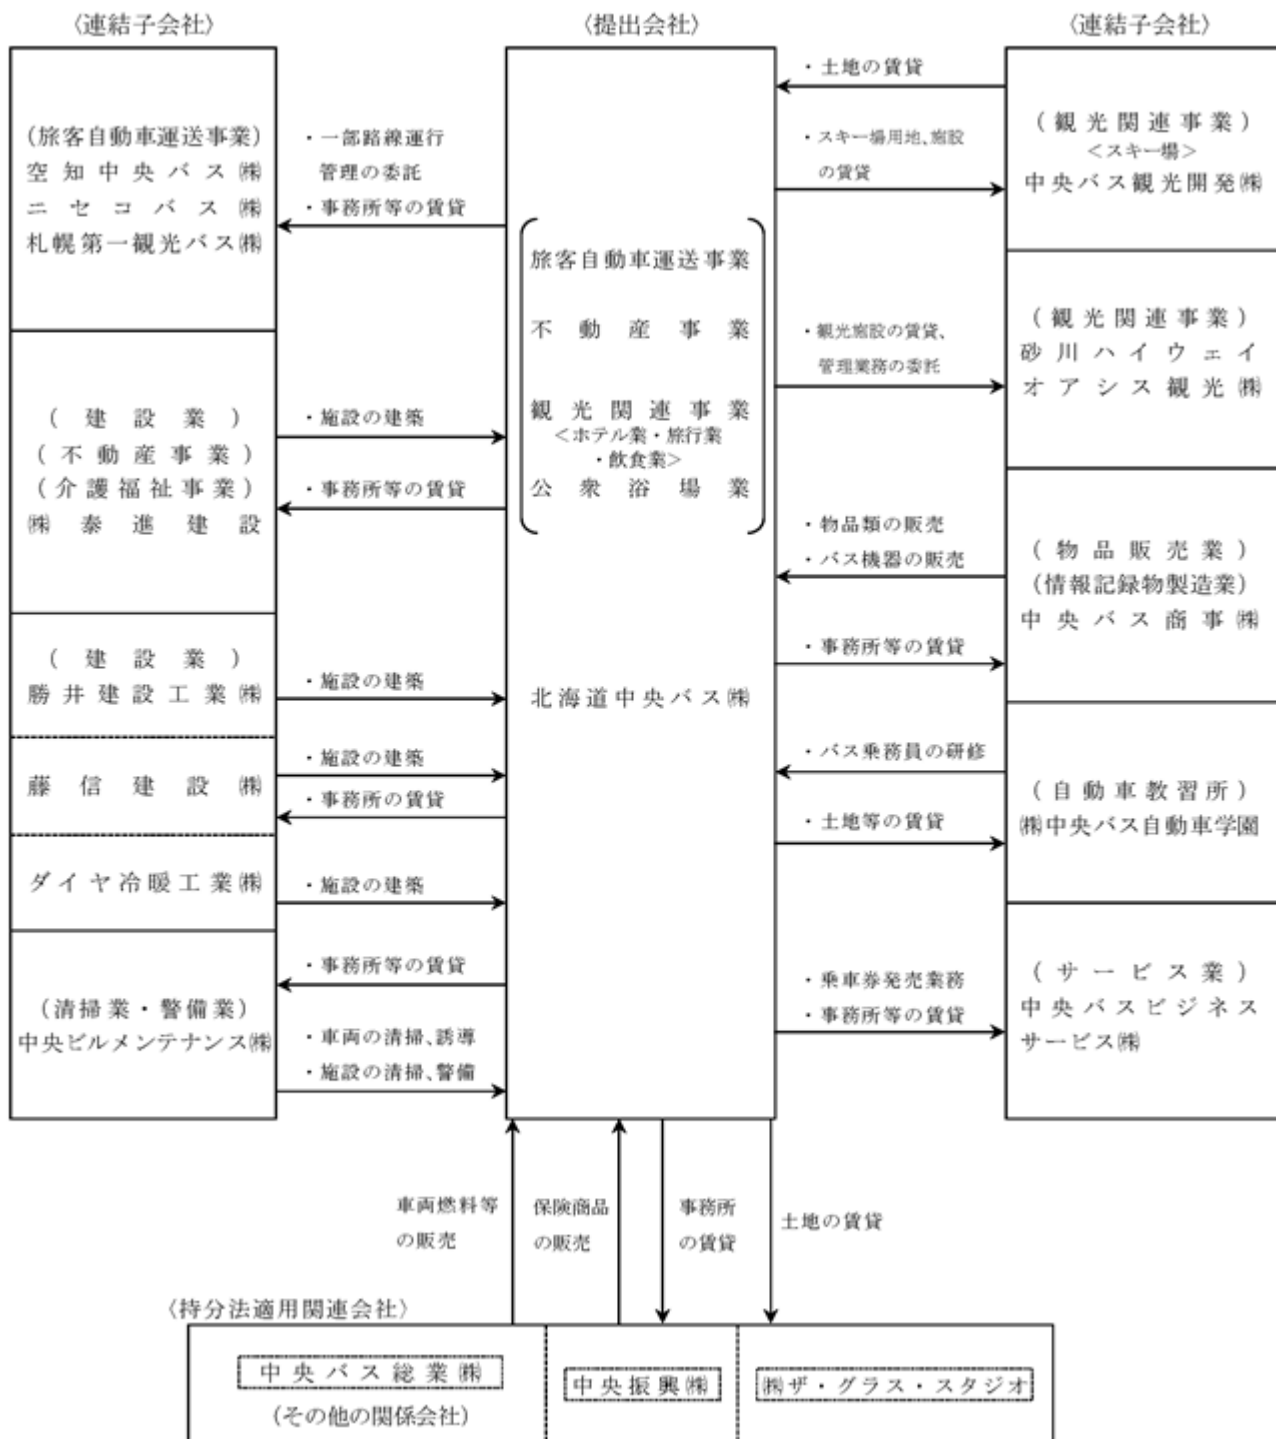 〈連結子会社〉
(旅客自動車運送事業)
空知中央バス㈱
ニセコバス㈱
札幌第一観光バス㈱
(建設業)
(不動産事業)
(介護福祉事業)
㈱泰進建設
(建設業)
勝井建設工業㈱
藤信建設㈱
ダイヤ冷暖工業㈱
(清掃業・警備業)
中央ビルメンテナンス㈱
・一部路線運行
管理の委託
・事務所等の賃貸
・施設の建築
・事務所等の賃貸
・施設の建築
・施設の建築
・事務所の賃貸
・施設の建築
・事務所等の賃貸
・車両の清掃、誘導
・施設の清掃、警備
〈提出会社〉
旅客自動車運送事業
不動産事業
観光関連事業
<ホテル業・旅行業
・飲食業>
公衆浴場業
北海道中央バス㈱
・土地の賃貸
・スキー場用地、施設
の賃貸
・観光施設の賃貸、
管理業務の委託
・物品類の販売
・バス機器の販売
・事務所等の賃貸
・バス乗務員の研修
・土地等の賃貸
・乗車券発売業務
・事務所等の賃貸
〈連結子会社〉
(観光関連事業)
<スキー場>
中央バス観光開発㈱
(観光関連事業)
砂川ハイウェイ
オアシス観光㈱
(物品販売業)
(情報記録物製造業)
中央バス商事㈱
(自動車教習所)
㈱中央バス自動車学園
(サービス業)
中央バスビジネス
サービス㈱
車両燃料等
の販売
保険商品
の販売
事務所
の賃貸
土地の賃貸
〈持分法適用関連会社〉
中央バス総業㈱
(その他の関係会社)
中央振興㈱
㈱ザ・グラス・スタジオ